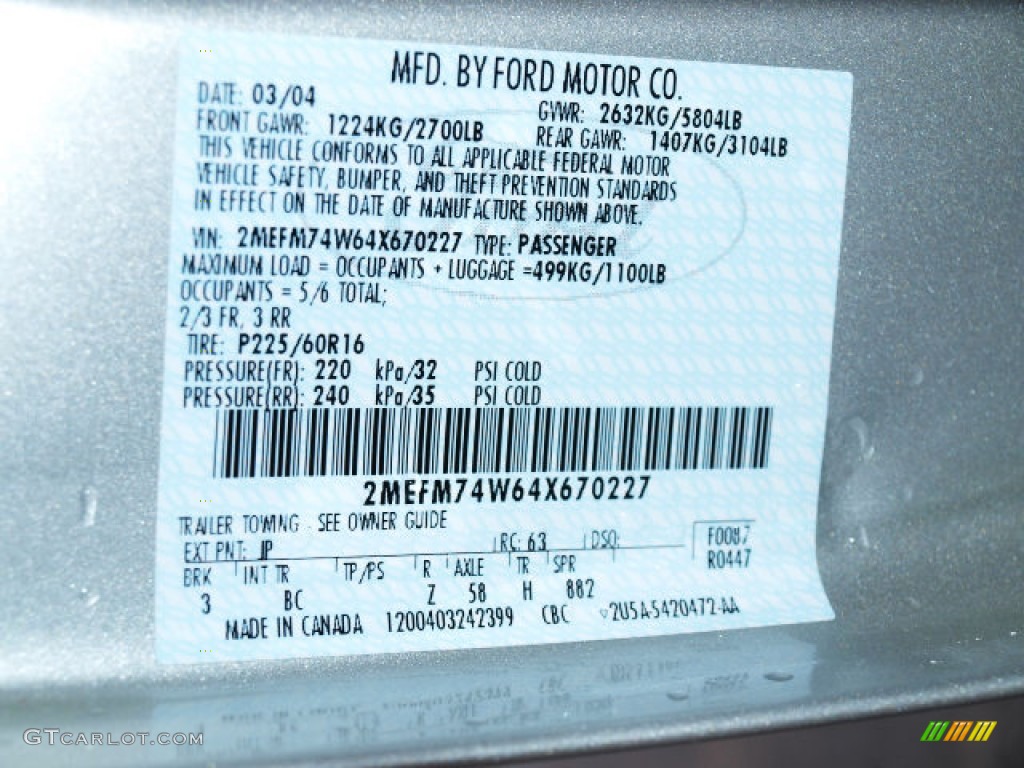 MFD. BY FORD MOTOR CO.
DATE: 03/04 GVWR: 2632KG/5804LB
FRONT GAWR: 1224KG/2700LB REAR GAWR: 1407KG/3104LB
THIS VEHICLE CONFORMS TO ALL APPLICABLE FEDERAL MOTOR
VEHICLE SAFETY, BUMPER, AND THEFT PREVENTION STANDARDS
IN EFFECT ON THE DATE OF MANUFACTURE SHOWN ABOVE.
VIN: 2MEFM74W64X670227 TYPE: PASSENGER
MAXIMUM LOAD = OCCUPANTS + LUGGAGE =499KG/1100LB
OCCUPANTS = 5/6 TOTAL;
2/3 FR, 3 RR
TIRE: P225/60R16
PRESSURE(FR): 220 kPa/32 PSI COLD
PRESSURE(RR): 240 kPa/35 PSI COLD
2MEFM74W64X670227
TRAILER TOWING - SEE OWNER GUIDE
EXT PNT: JP RC: 63 DSO: F0087
R0447
BRK INT TR TP/PS R AXLE TR SPR
3 BC Z 58 H 882
MADE IN CANADA 1200403242399 CBC 2U5A-5420472-AA
GTCARLOT.COM